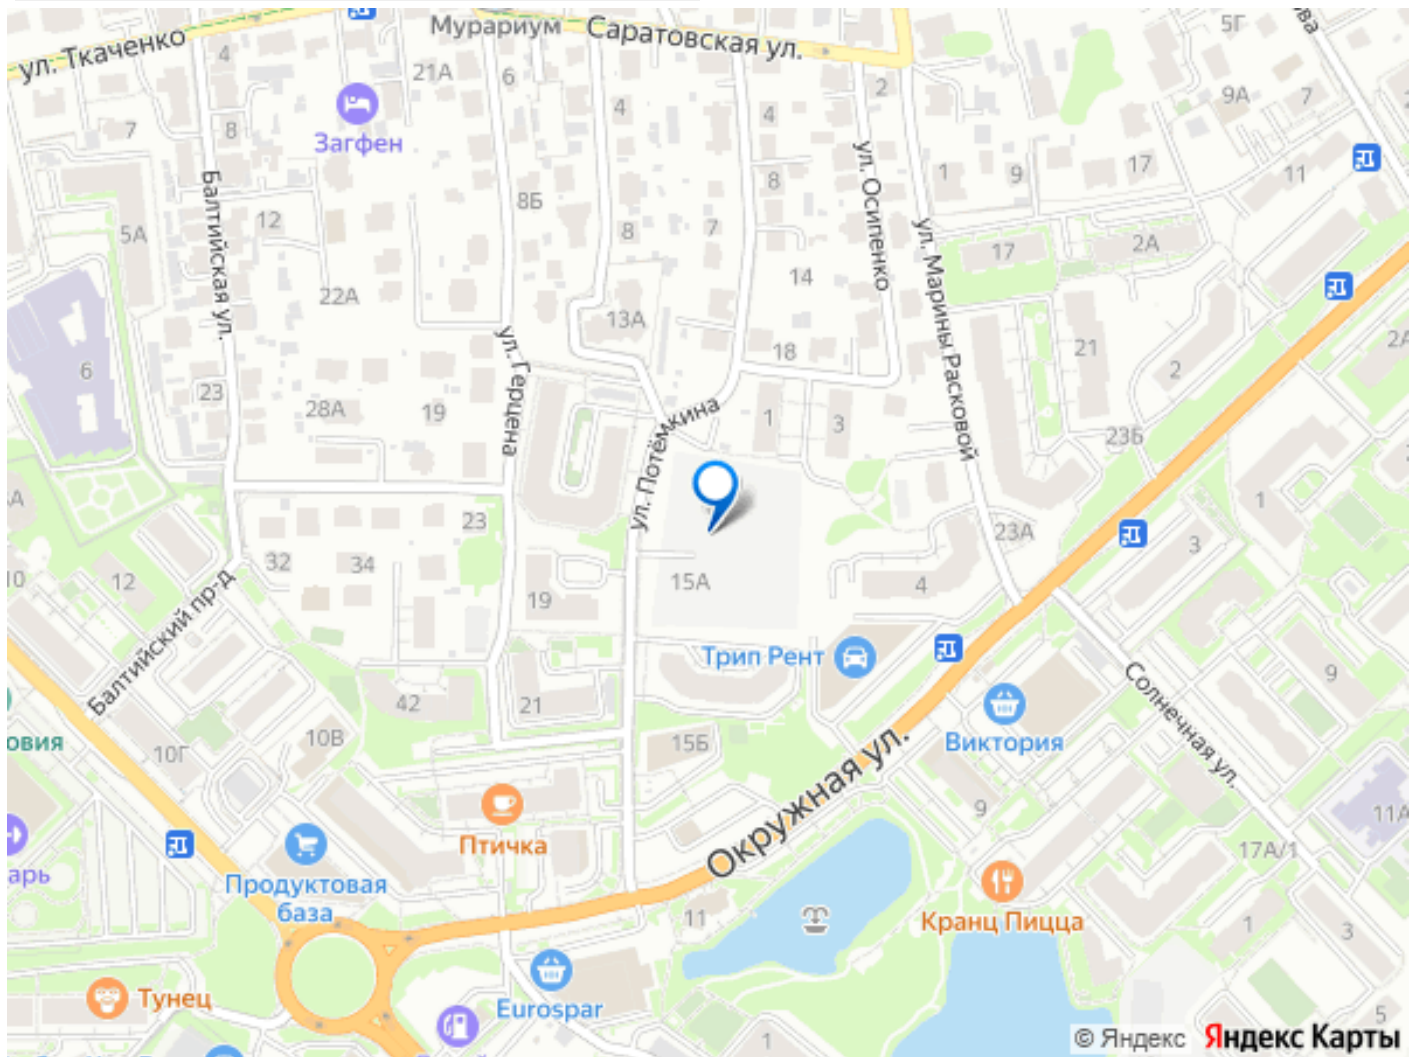 Мурариум
Саратовская ул.
ул. Ткаченко
4
21А
6
4
4
2
5Г
9А
7
7
8
Загфен
ул. Осипенко
1
9
17
11
Балтийская ул.
12
8Б
8
7
8
5А
17
2А
22А
14
ул. Марины Расковой
13А
18
21
2
2А
6
23
28А
19
ул. Герцена
ул. Потёмкина
1
3
23Б
1
23
23А
3
10
12
32
34
19
15А
4
Балтийский пр-д
Трип Рент
Солнечная ул.
9
42
21
овия
10Г
10В
15Б
Виктория
Окружная ул.
9
11А
Птичка
арь
Продуктовая
база
17А/1
11
Кранц Пицца
1
3
Тунец
Eurospar
1
5
© Яндекс Яндекс Карты